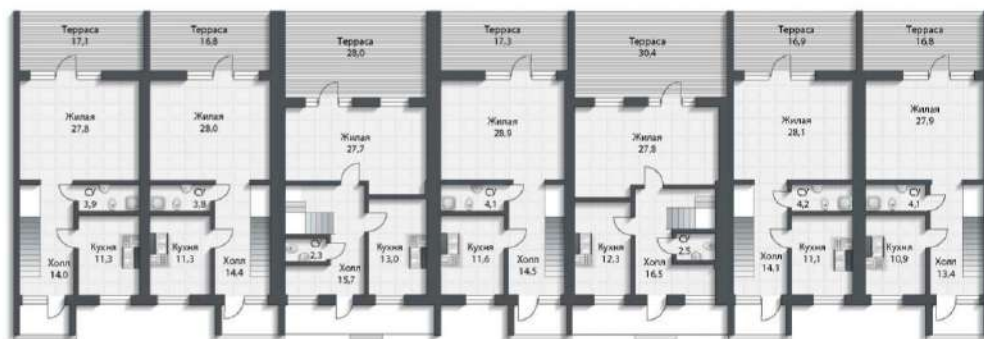 Терраса
17,1
Терраса
16,8
Терраса
28,0
Терраса
17,3
Терраса
30,4
Терраса
16,9
Терраса
16,8
Жилая
27,8
Жилая
28,0
Жилая
27,7
Жилая
28,9
Жилая
27,8
Жилая
28,1
Жилая
27,9
СУ
3,9
СУ
3,8
СУ
2,3
СУ
4,1
СУ
2,5
СУ
4,2
СУ
4,1
Холл
14,0
Кухня
11,3
Кухня
11,3
Холл
14,4
Холл
15,7
Кухня
13,0
Кухня
11,6
Холл
14,5
Кухня
12,3
Холл
16,5
Холл
14,1
Кухня
11,1
Кухня
10,9
Холл
13,4